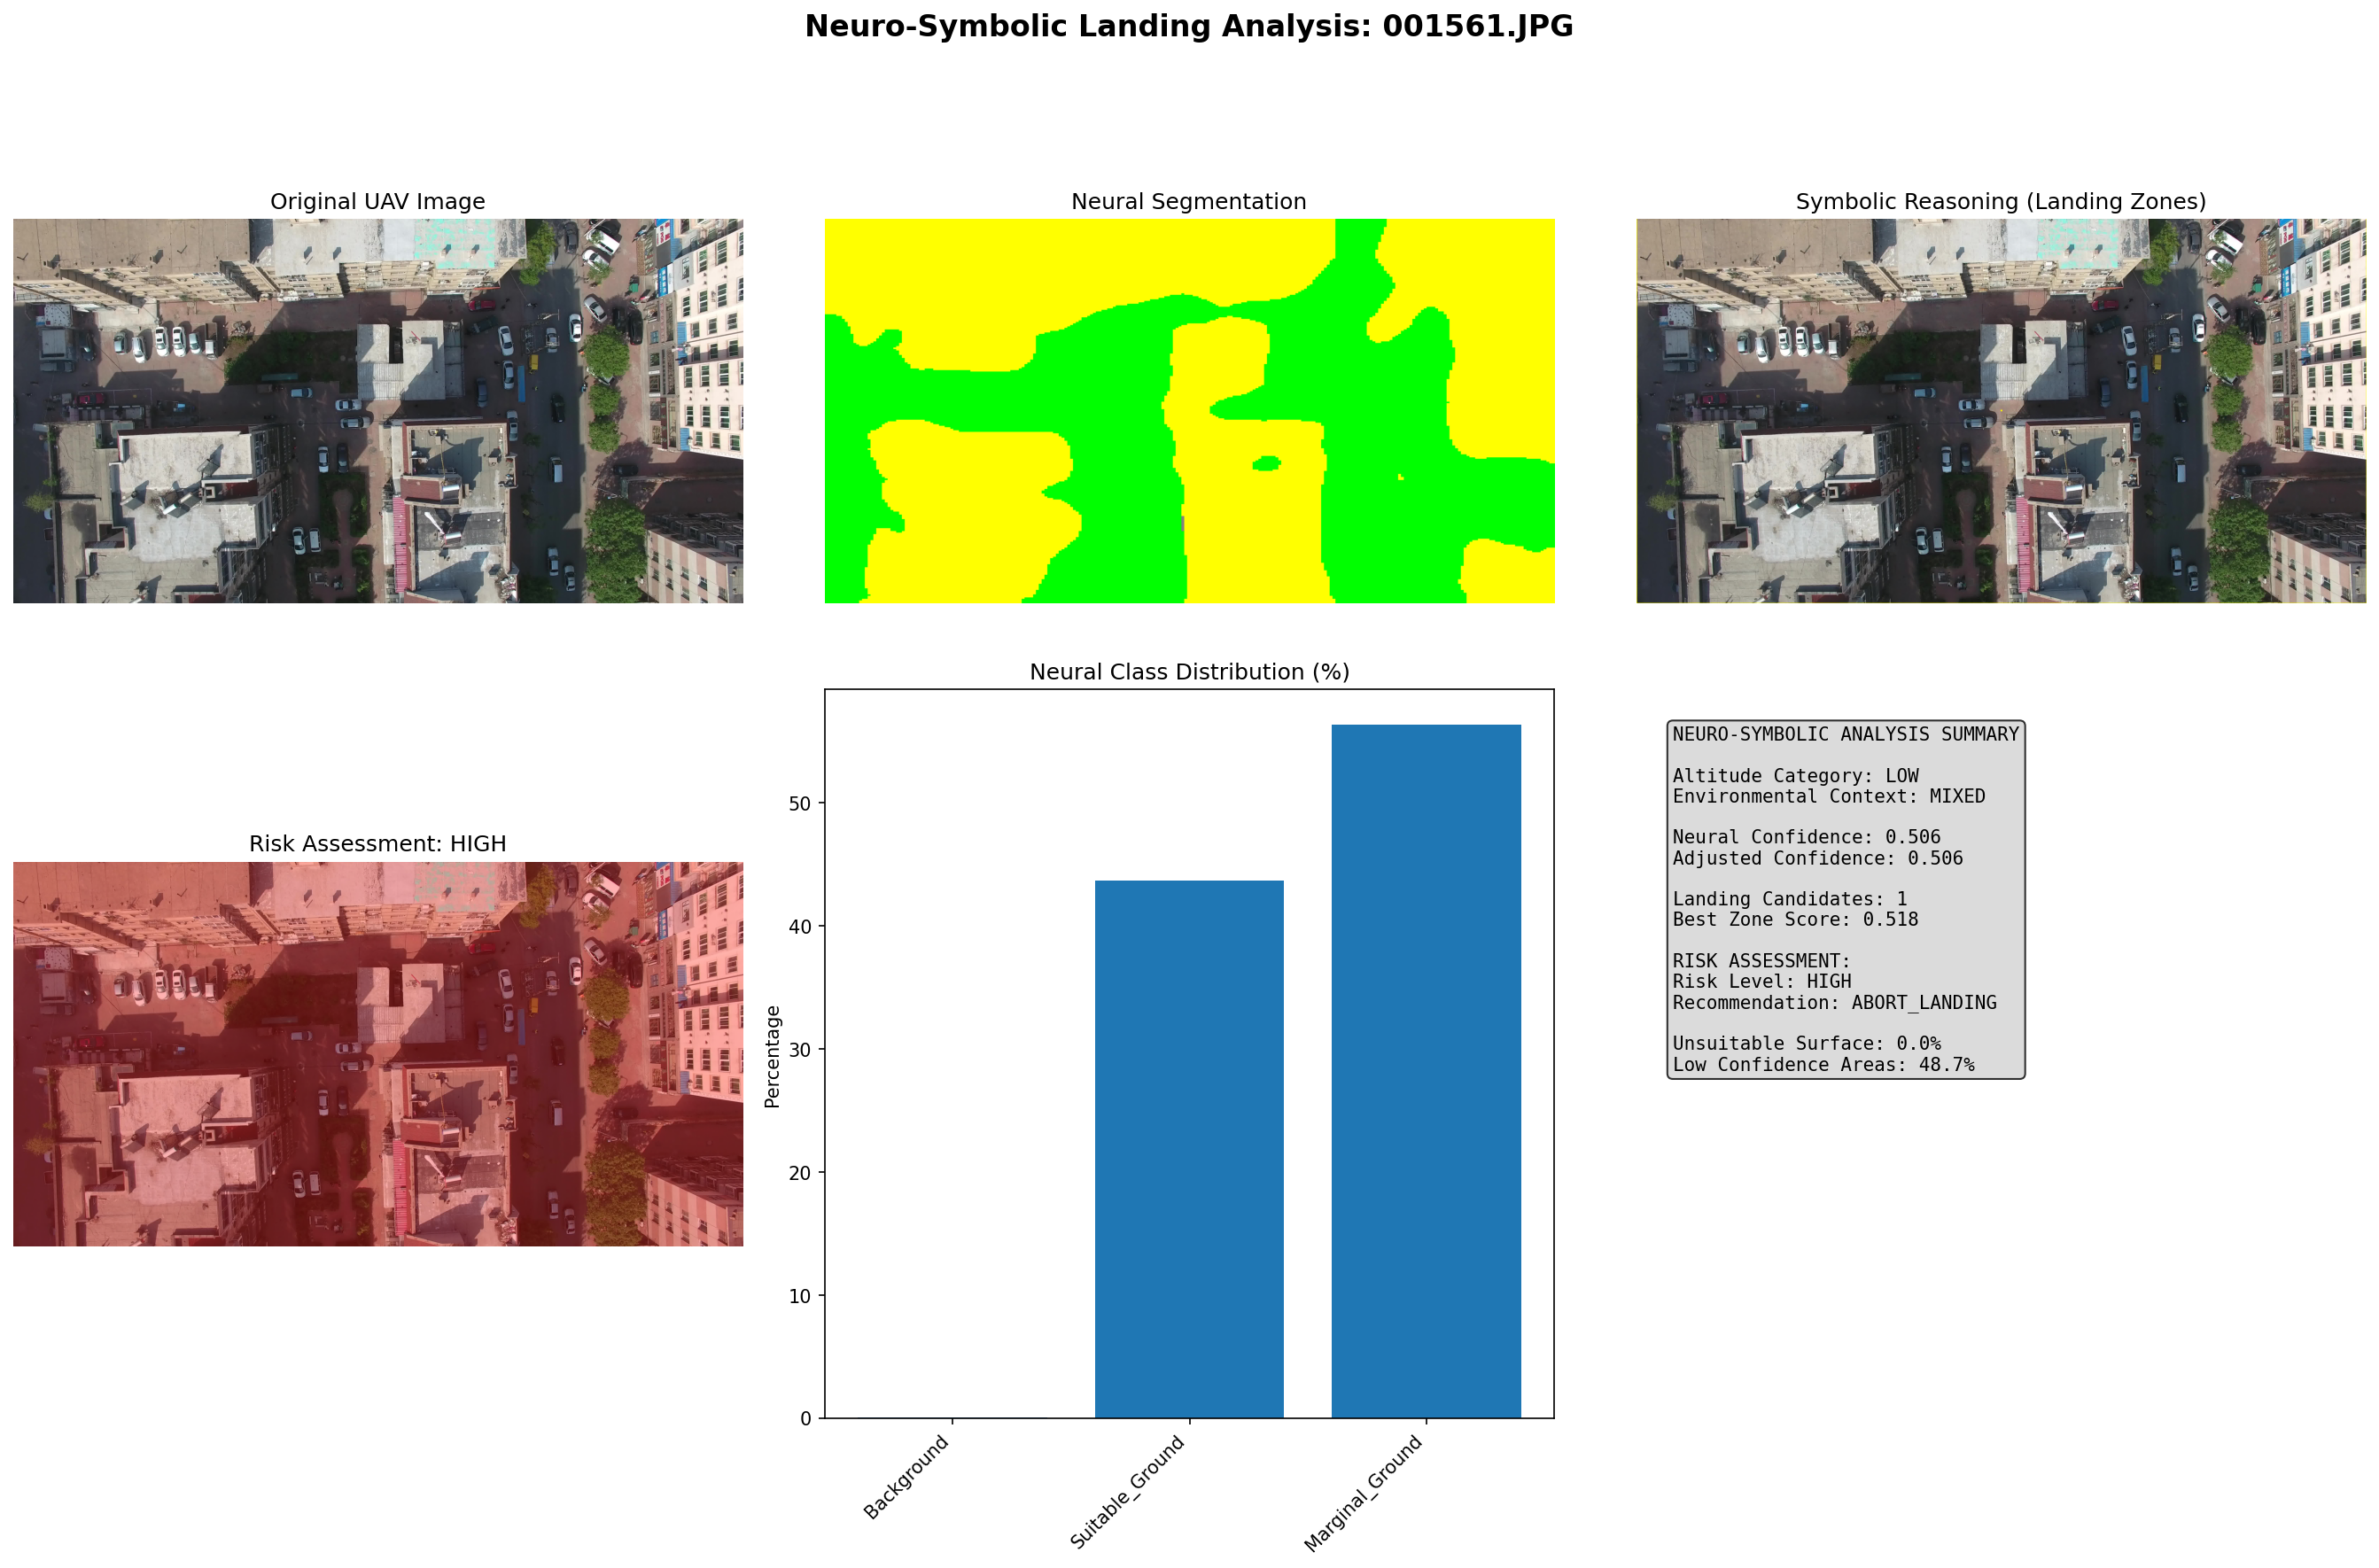 Neuro-Symbolic Landing Analysis: 001561.JPG
Original UAV Image
Neural Segmentation
Symbolic Reasoning (Landing Zones)
Risk Assessment: HIGH
Neural Class Distribution (%)
Percentage
50
40
30
20
10
0
Background
Suitable_Ground
Marginal_Ground
NEURO-SYMBOLIC ANALYSIS SUMMARY
Altitude Category: LOW
Environmental Context: MIXED
Neural Confidence: 0.506
Adjusted Confidence: 0.506
Landing Candidates: 1
Best Zone Score: 0.518
RISK ASSESSMENT:
Risk Level: HIGH
Recommendation: ABORT_LANDING
Unsuitable Surface: 0.0%
Low Confidence Areas: 48.7%